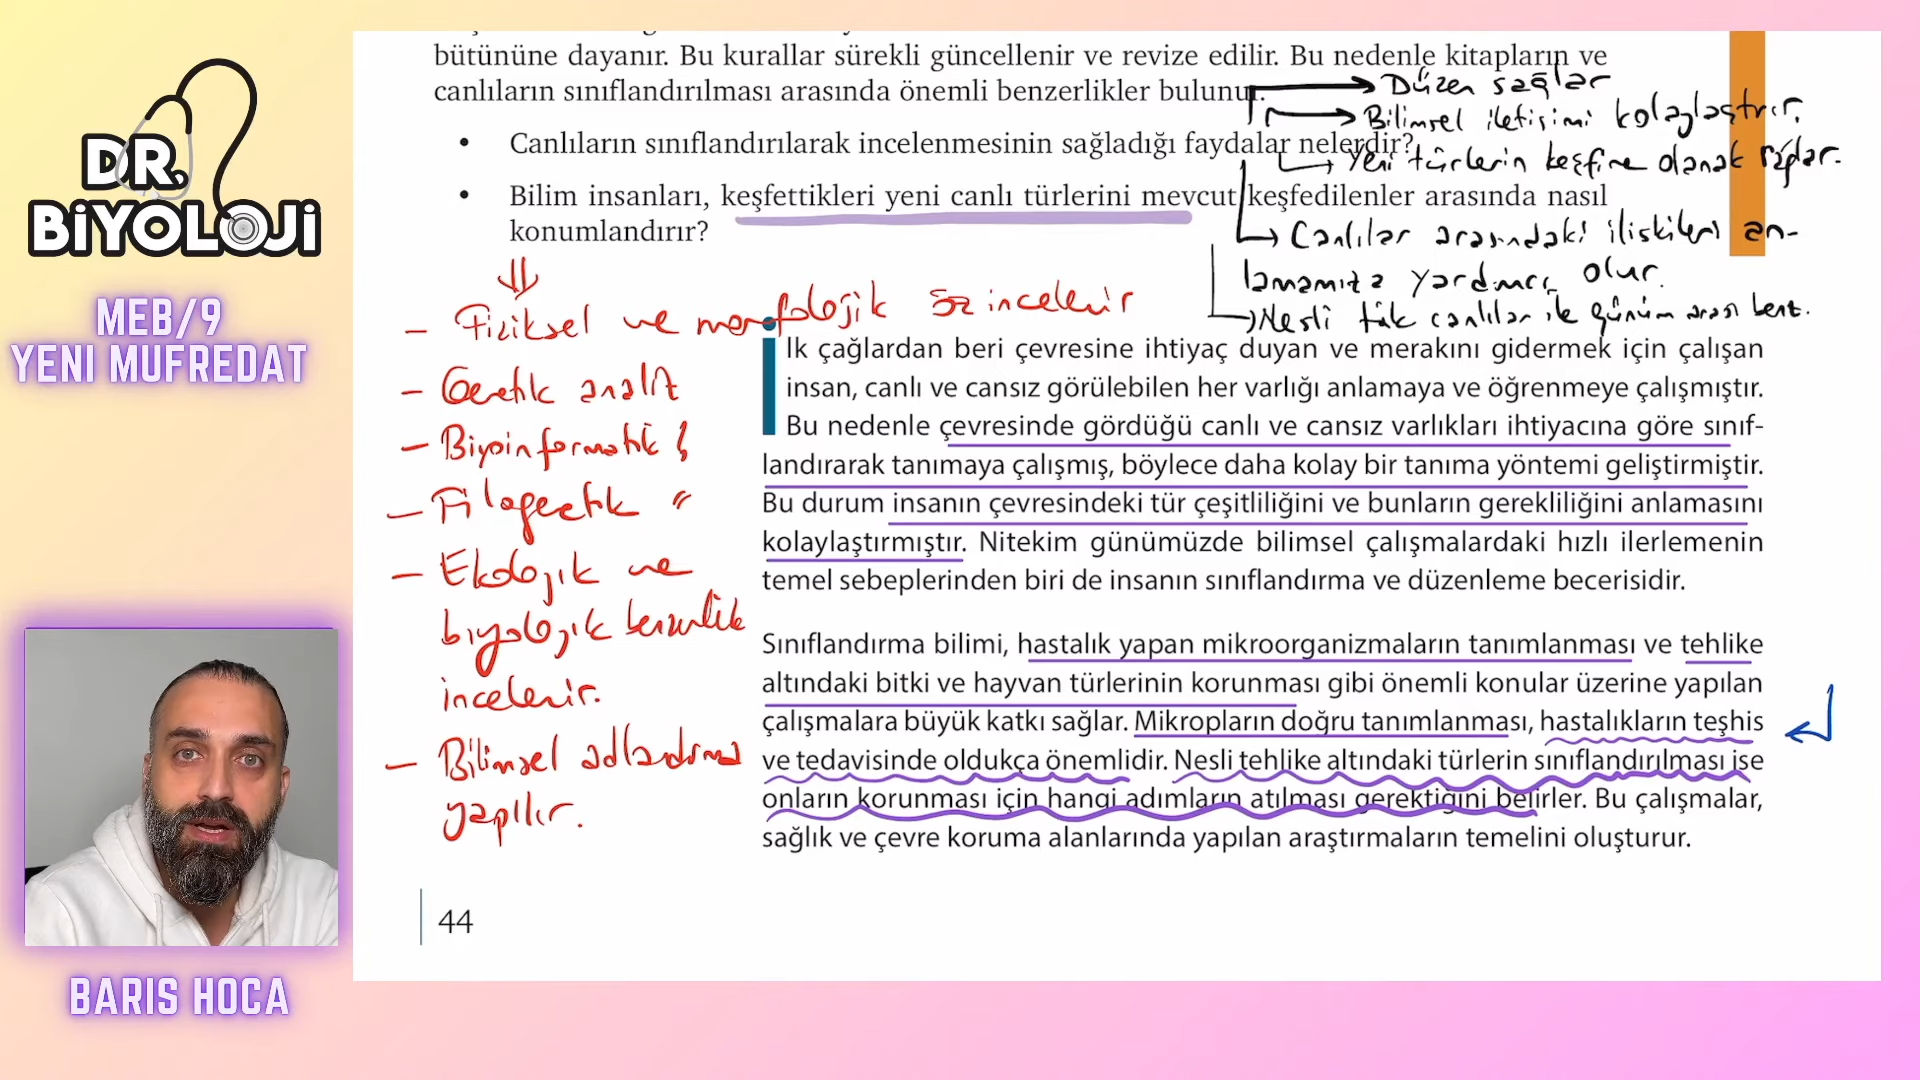 DR.
BiYOLOJi
MEB/9
YENI MUFREDAT
BARIS HOCA
bütününe dayanır. Bu kurallar sürekli güncellenir ve revize edilir. Bu nedenle kitapların ve
canlıların sınıflandırılması arasında önemli benzerlikler bulunur.
Düzen sağlar
Bilimsel iletişimi kolaylaştırır.
• Canlıların sınıflandırılarak incelenmesinin sağladığı faydalar nelerdir?
Yeni türlerin keşfine olanak sağlar.
• Bilim insanları, keşfettikleri yeni canlı türlerini mevcut keşfedilenler arasında nasıl
konumlandırır?
Canlılar arasındaki ilişkileri an-
lamamıza yardımcı olur.
Nesli tük canlılar ile günüm arası benz.
- Fiziksel ve morfolojik öz incelenir
- Genetik analiz
- Biyoinformatik
- Filogenetik "
- Ekolojik ve
biyolojik benzerlik
incelenir.
- Bilimsel adlandırma
yapılır.
İlk çağlardan beri çevresine ihtiyaç duyan ve merakını gidermek için çalışan
insan, canlı ve cansız görülebilen her varlığı anlamaya ve öğrenmeye çalışmıştır.
Bu nedenle çevresinde gördüğü canlı ve cansız varlıkları ihtiyacına göre sınıf-
landırarak tanımaya çalışmış, böylece daha kolay bir tanıma yöntemi geliştirmiştir.
Bu durum insanın çevresindeki tür çeşitliliğini ve bunların gerekliliğini anlamasını
kolaylaştırmıştır. Nitekim günümüzde bilimsel çalışmalardaki hızlı ilerlemenin
temel sebeplerinden biri de insanın sınıflandırma ve düzenleme becerisidir.
Sınıflandırma bilimi, hastalık yapan mikroorganizmaların tanımlanması ve tehlike
altındaki bitki ve hayvan türlerinin korunması gibi önemli konular üzerine yapılan
çalışmalara büyük katkı sağlar. Mikropların doğru tanımlanması, hastalıkların teşhis
ve tedavisinde oldukça önemlidir. Nesli tehlike altındaki türlerin sınıflandırılması ise
onların korunması için hangi adımların atılması gerektiğini belirler. Bu çalışmalar,
sağlık ve çevre koruma alanlarında yapılan araştırmaların temelini oluşturur.
44